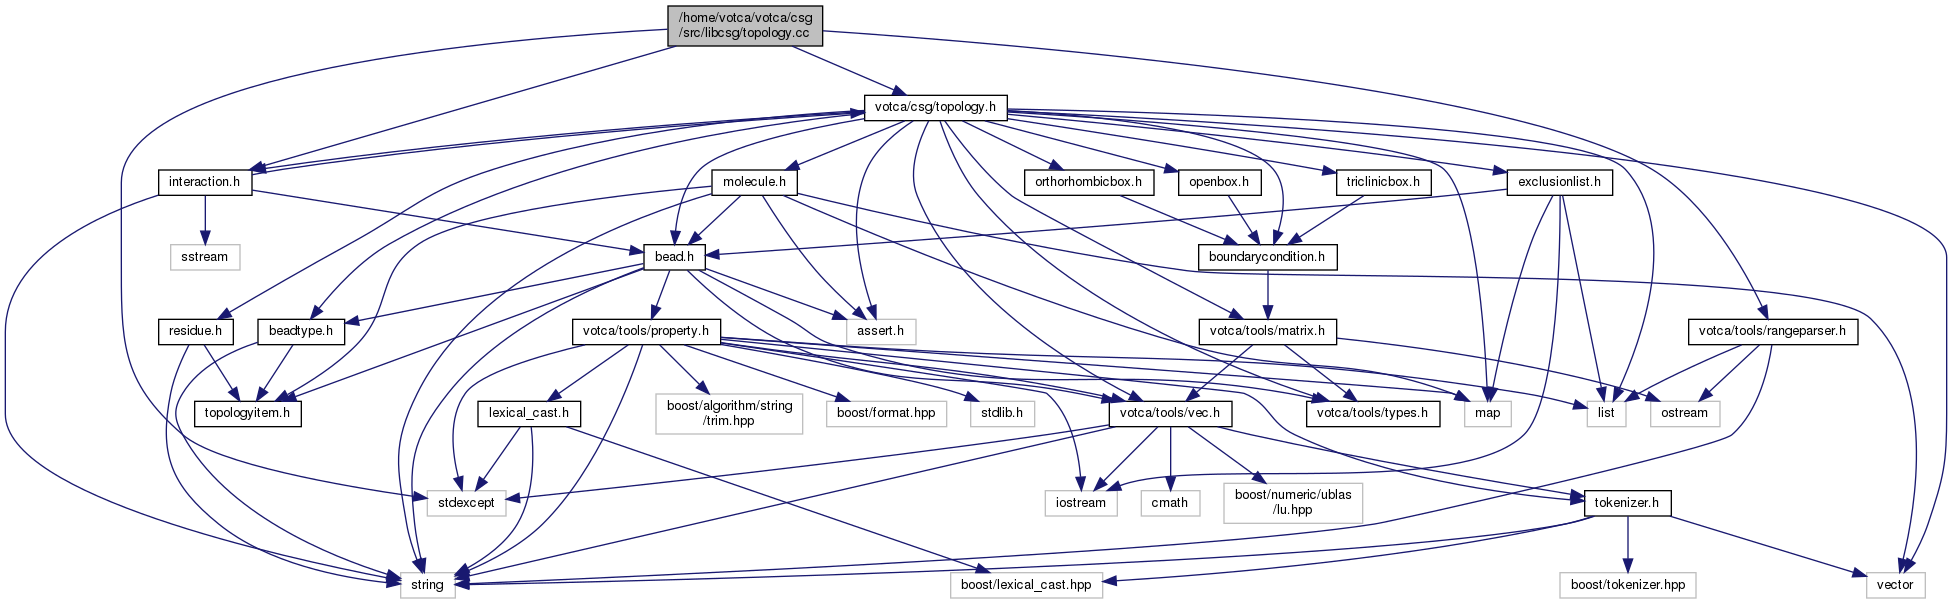 /home/votca/votca/csg
/src/libcsg/topology.cc
votca/csg/topology.h
interaction.h
molecule.h
orthorhombicbox.h
openbox.h
triclinicbox.h
exclusionlist.h
sstream
bead.h
boundarycondition.h
residue.h
beadtype.h
votca/tools/property.h
assert.h
votca/tools/matrix.h
votca/tools/rangeparser.h
topologyitem.h
lexical_cast.h
boost/algorithm/string
/trim.hpp
boost/format.hpp
stdlib.h
votca/tools/vec.h
votca/tools/types.h
map
list
ostream
stdexcept
iostream
cmath
boost/numeric/ublas
/lu.hpp
tokenizer.h
string
boost/lexical_cast.hpp
boost/tokenizer.hpp
vector